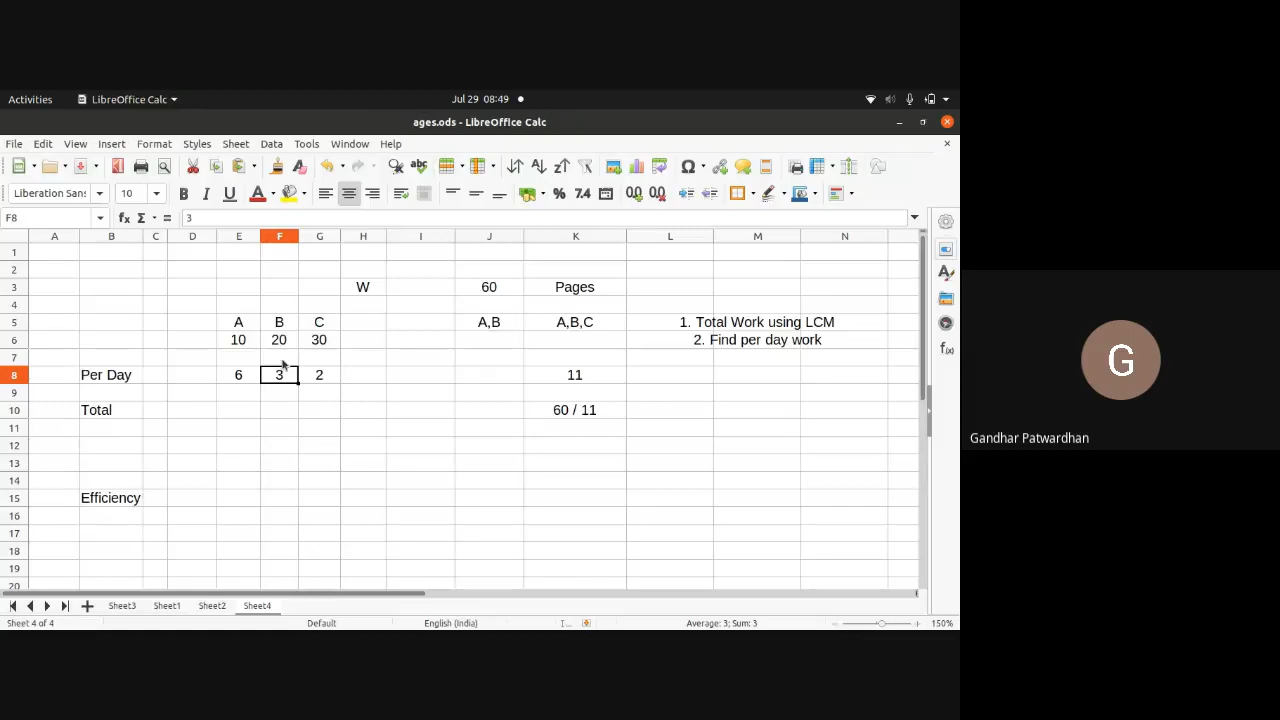 Activities LibreOffice Calc Jul 29 08:49
ages.ods - LibreOffice Calc
File Edit View Insert Format Styles Sheet Data Tools Window Help
Liberation Sans 10
F8 3
A B C D E F G H I J K L M N
1
2
3 W 60 Pages
4
5 A B C A,B A,B,C 1. Total Work using LCM
6 10 20 30 2. Find per day work
7
8 Per Day 6 3 2 11
9
10 Total 60 / 11
11
12
13
14
15 Efficiency
16
17
18
19
20
Sheet3 Sheet1 Sheet2 Sheet4
Sheet 4 of 4 Default English (India) Average: 3; Sum: 3 150%
G
Gandhar Patwardhan